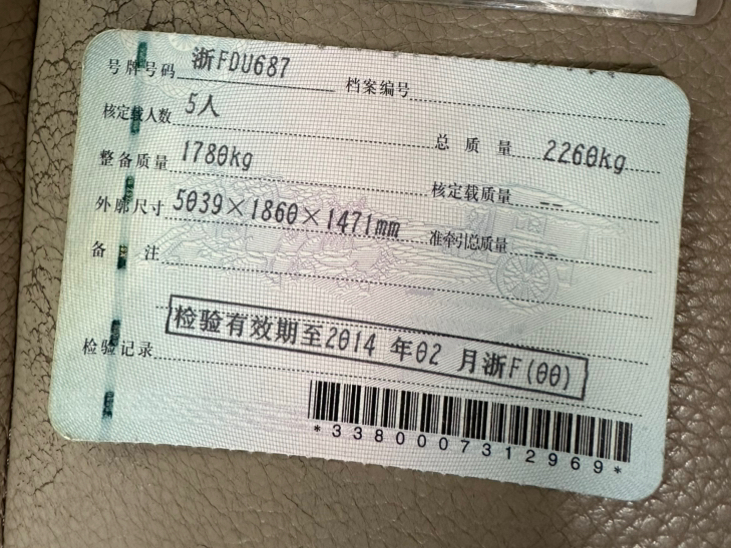 号牌号码 浙FDU687 档案编号
核定载人数 5人 总质量 2260kg
整备质量 1780kg 核定载质量 --
外廓尺寸 5039×1860×1471mm 准牵引总质量 --
备注
检验记录 检验有效期至2014 年02 月浙F(00)
*3380007312969*